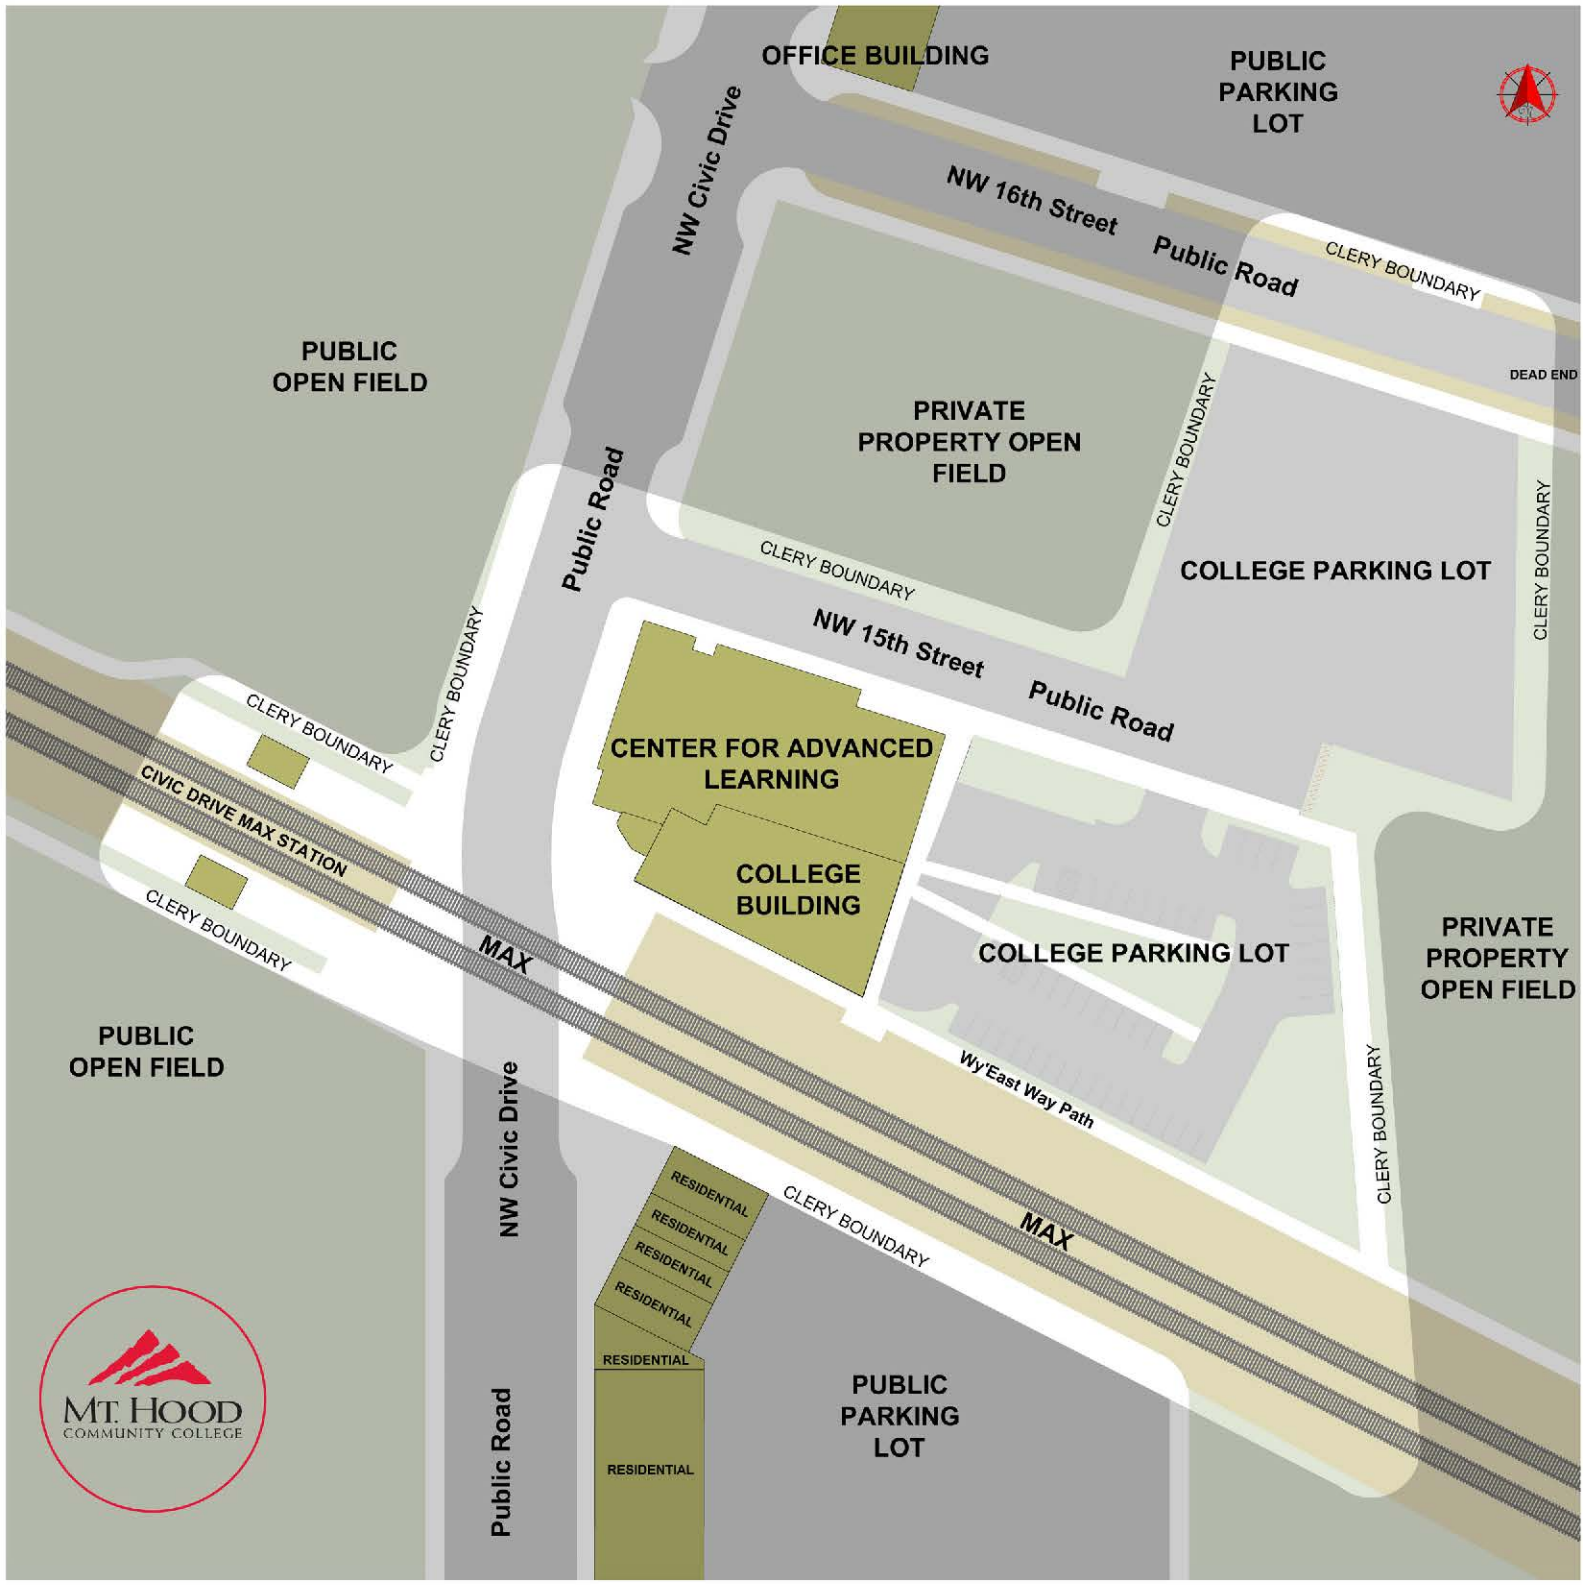 OFFICE BUILDING
PUBLIC
PARKING
LOT
NW Civic Drive
NW 16th Street
Public Road
CLERY BOUNDARY
PUBLIC
OPEN FIELD
DEAD END
PRIVATE
PROPERTY OPEN
FIELD
CLERY BOUNDARY
Public Road
CLERY BOUNDARY
CLERY BOUNDARY
COLLEGE PARKING LOT
NW 15th Street
Public Road
CLERY BOUNDARY
CLERY BOUNDARY
CENTER FOR ADVANCED
LEARNING
CIVIC DRIVE MAX STATION
COLLEGE
BUILDING
CLERY BOUNDARY
MAX
COLLEGE PARKING LOT
PRIVATE
PROPERTY
OPEN FIELD
PUBLIC
OPEN FIELD
Wy'East Way Path
NW Civic Drive
CLERY BOUNDARY
RESIDENTIAL
RESIDENTIAL
RESIDENTIAL
RESIDENTIAL
CLERY BOUNDARY
MAX
RESIDENTIAL
MT. HOOD
COMMUNITY COLLEGE
PUBLIC
PARKING
LOT
Public Road
RESIDENTIAL